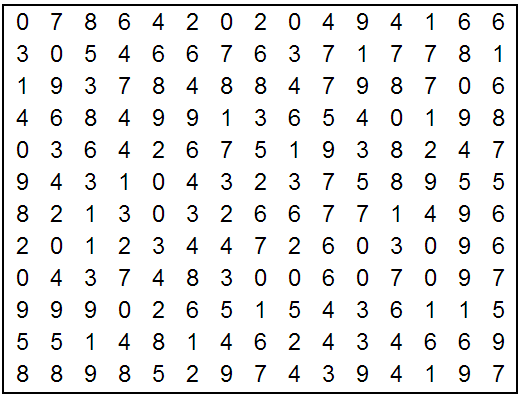 0 7 8 6 4 2 0 2 0 4 9 4 1 6 6
3 0 5 4 6 6 7 6 3 7 1 7 7 8 1
1 9 3 7 8 4 8 8 4 7 9 8 7 0 6
4 6 8 4 9 9 1 3 6 5 4 0 1 9 8
0 3 6 4 2 6 7 5 1 9 3 8 2 4 7
9 4 3 1 0 4 3 2 3 7 5 8 9 5 5
8 2 1 3 0 3 2 6 6 7 7 1 4 9 6
2 0 1 2 3 4 4 7 2 6 0 3 0 9 6
0 4 3 7 4 8 3 0 0 6 0 7 0 9 7
9 9 9 0 2 6 5 1 5 4 3 6 1 1 5
5 5 1 4 8 1 4 6 2 4 3 4 6 6 9
8 8 9 8 5 2 9 7 4 3 9 4 1 9 7